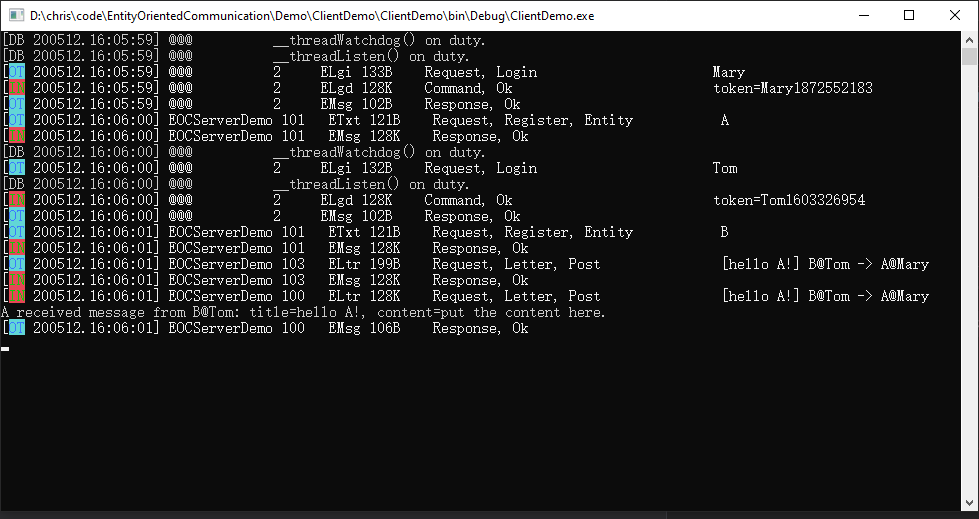 D:\chris\code\EntityOrientedCommunication\Demo\ClientDemo\ClientDemo\bin\Debug\ClientDemo.exe
[DB 200512.16:05:59] @@@ __threadWatchdog() on duty.
[DB 200512.16:05:59] @@@ __threadListen() on duty.
[OT 200512.16:05:59] @@@ 2 ELgi 133B Request, Login Mary
[IN 200512.16:05:59] @@@ 2 ELgd 128K Command, Ok token=Mary1872552183
[OT 200512.16:05:59] @@@ 2 EMsg 102B Response, Ok
[OT 200512.16:06:00] EOCServerDemo 101 ETxt 121B Request, Register, Entity A
[IN 200512.16:06:00] EOCServerDemo 101 EMsg 128K Response, Ok
[DB 200512.16:06:00] @@@ __threadWatchdog() on duty.
[OT 200512.16:06:00] @@@ 2 ELgi 132B Request, Login Tom
[DB 200512.16:06:00] @@@ __threadListen() on duty.
[IN 200512.16:06:00] @@@ 2 ELgd 128K Command, Ok token=Tom1603326954
[OT 200512.16:06:00] @@@ 2 EMsg 102B Response, Ok
[OT 200512.16:06:01] EOCServerDemo 101 ETxt 121B Request, Register, Entity B
[IN 200512.16:06:01] EOCServerDemo 101 EMsg 128K Response, Ok
[OT 200512.16:06:01] EOCServerDemo 103 ELtr 199B Request, Letter, Post [hello A!] B@Tom -> A@Mary
[IN 200512.16:06:01] EOCServerDemo 103 EMsg 128K Response, Ok
[IN 200512.16:06:01] EOCServerDemo 100 ELtr 128K Request, Letter, Post [hello A!] B@Tom -> A@Mary
A received message from B@Tom: title=hello A!, content=put the content here.
[OT 200512.16:06:01] EOCServerDemo 100 EMsg 106B Response, Ok